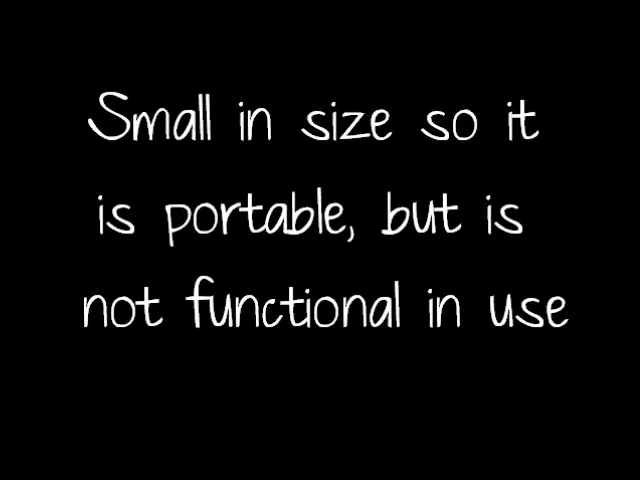 Small in size so it
is portable, but is
not functional in use